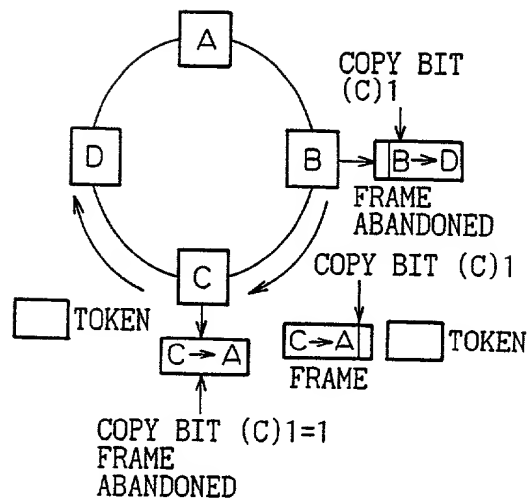 A
COPY BIT
(C)1
D
B
B→D
FRAME
ABANDONED
COPY BIT (C)1
C
TOKEN
C→A
C→A
TOKEN
FRAME
COPY BIT (C)1=1
FRAME
ABANDONED